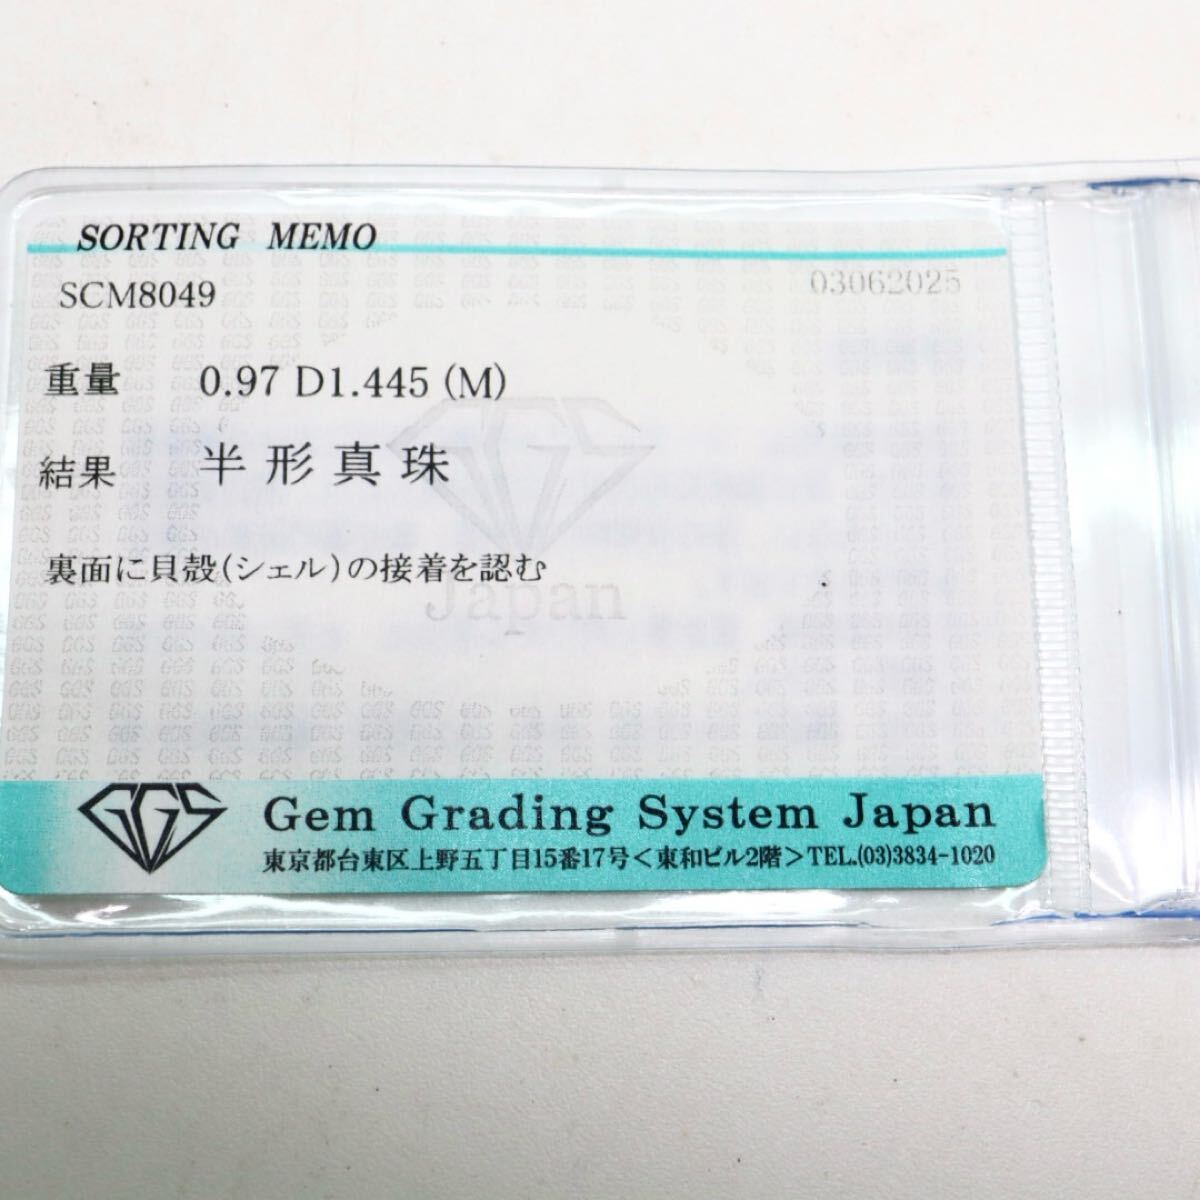 SORTING MEMO
SCM8049
03062025
重量 0.97 D1.445 (M)
結果 半形真珠
裏面に貝殻(シェル)の接着を認む
GGS
Japan
GGS Gem Grading System Japan
東京都台東区上野五丁目15番17号<東和ビル2階>TEL.(03)3834-1020